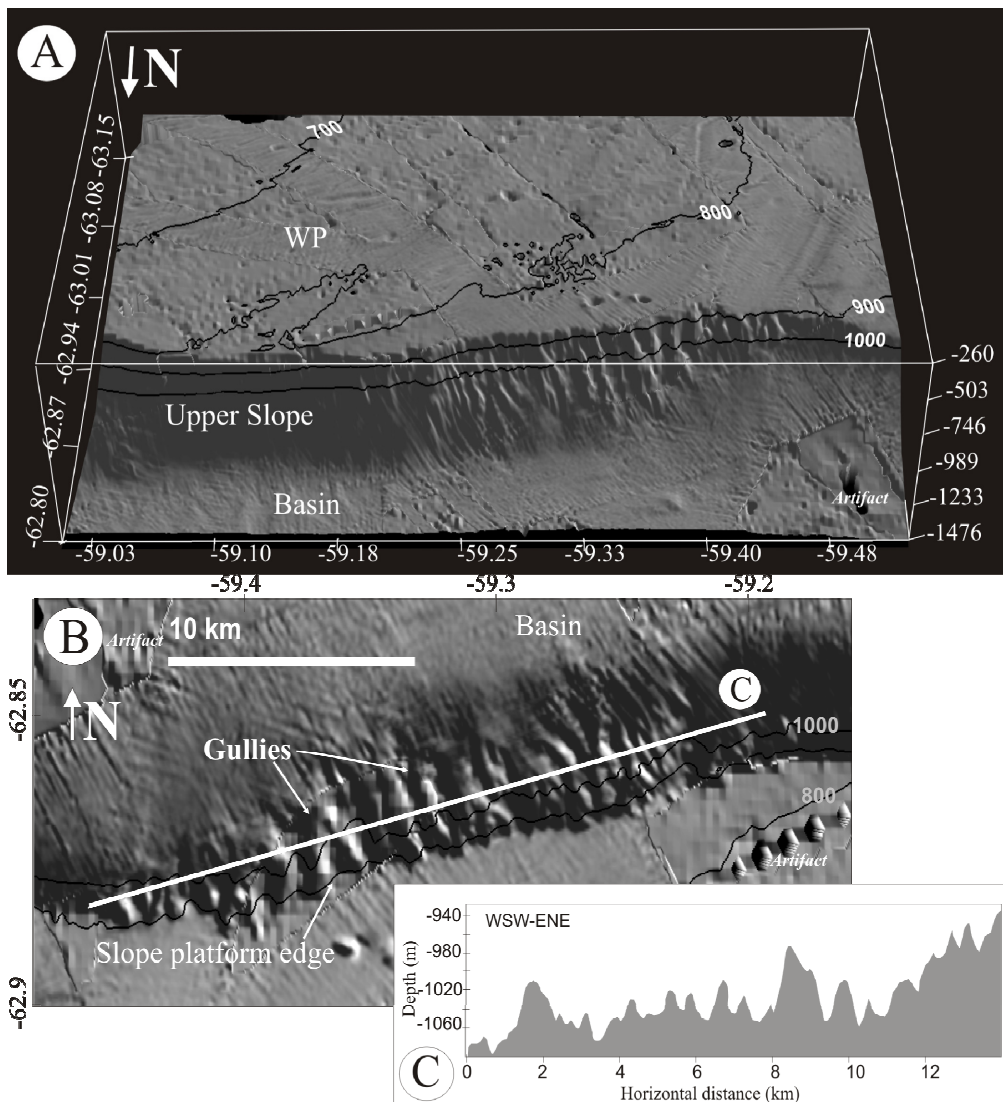 A
N
-63.15
-63.08
-63.01
-62.94
-62.87
-62.80
700
800
WP
900
1000
Upper Slope
Basin
Artifact
-260
-503
-746
-989
-1233
-1476
-59.03 -59.10 -59.18 -59.25 -59.33 -59.40 -59.48
-59.4 -59.3 -59.2
B
Artifact
10 km
Basin
N
-62.85
-62.9
C
Gullies
1000
800
Artifact
Slope platform edge
WSW-ENE
-940
-980
-1020
-1060
Depth (m)
0 2 4 6 8 10 12
Horizontal distance (km)
C